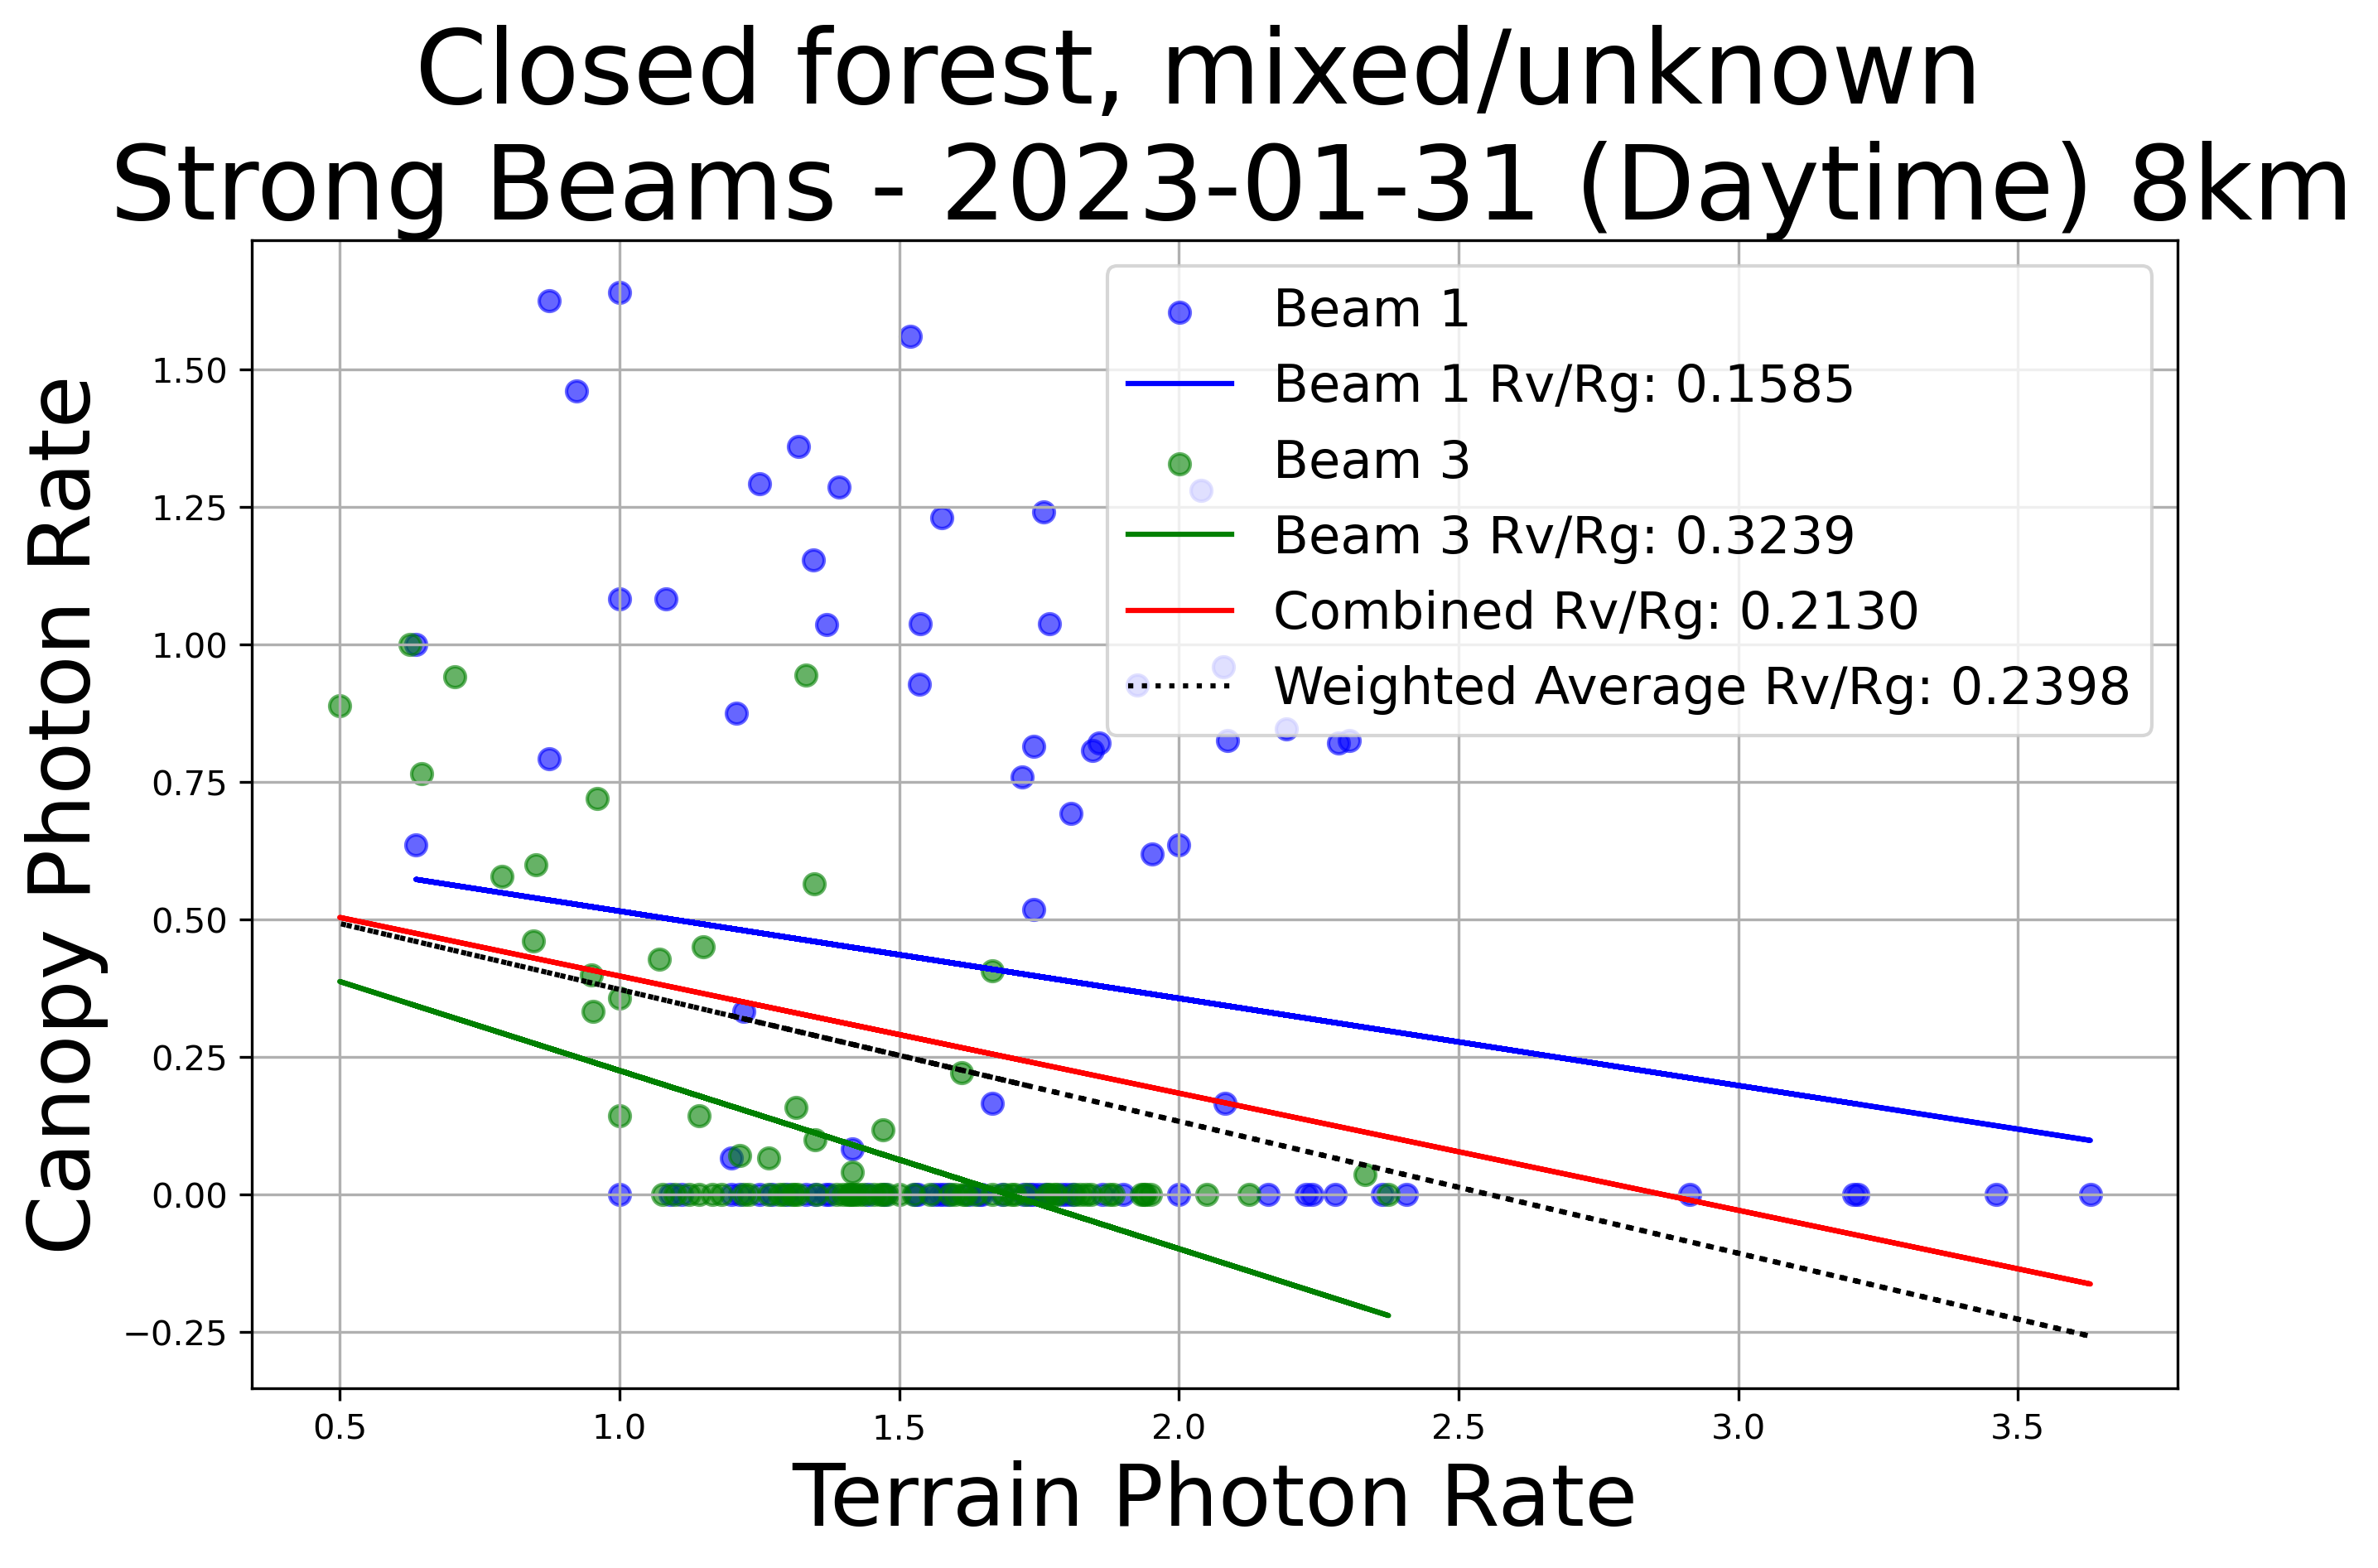 Closed forest, mixed/unknown
Strong Beams - 2023-01-31 (Daytime) 8km
Canopy Photon Rate
1.50
1.25
1.00
0.75
0.50
0.25
0.00
−0.25
Beam 1
Beam 1 Rv/Rg: 0.1585
Beam 3
Beam 3 Rv/Rg: 0.3239
Combined Rv/Rg: 0.2130
Weighted Average Rv/Rg: 0.2398
0.5 1.0 1.5 2.0 2.5 3.0 3.5
Terrain Photon Rate